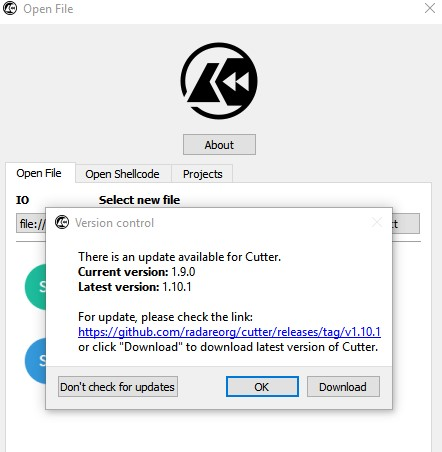 Open File
About
Open File
Open Shellcode
Projects
IO
Select new file
file://
Version control
There is an update available for Cutter.
Current version: 1.9.0
Latest version: 1.10.1
For update, please check the link:
https://github.com/radareorg/cutter/releases/tag/v1.10.1
or click "Download" to download latest version of Cutter.
Don't check for updates
OK
Download